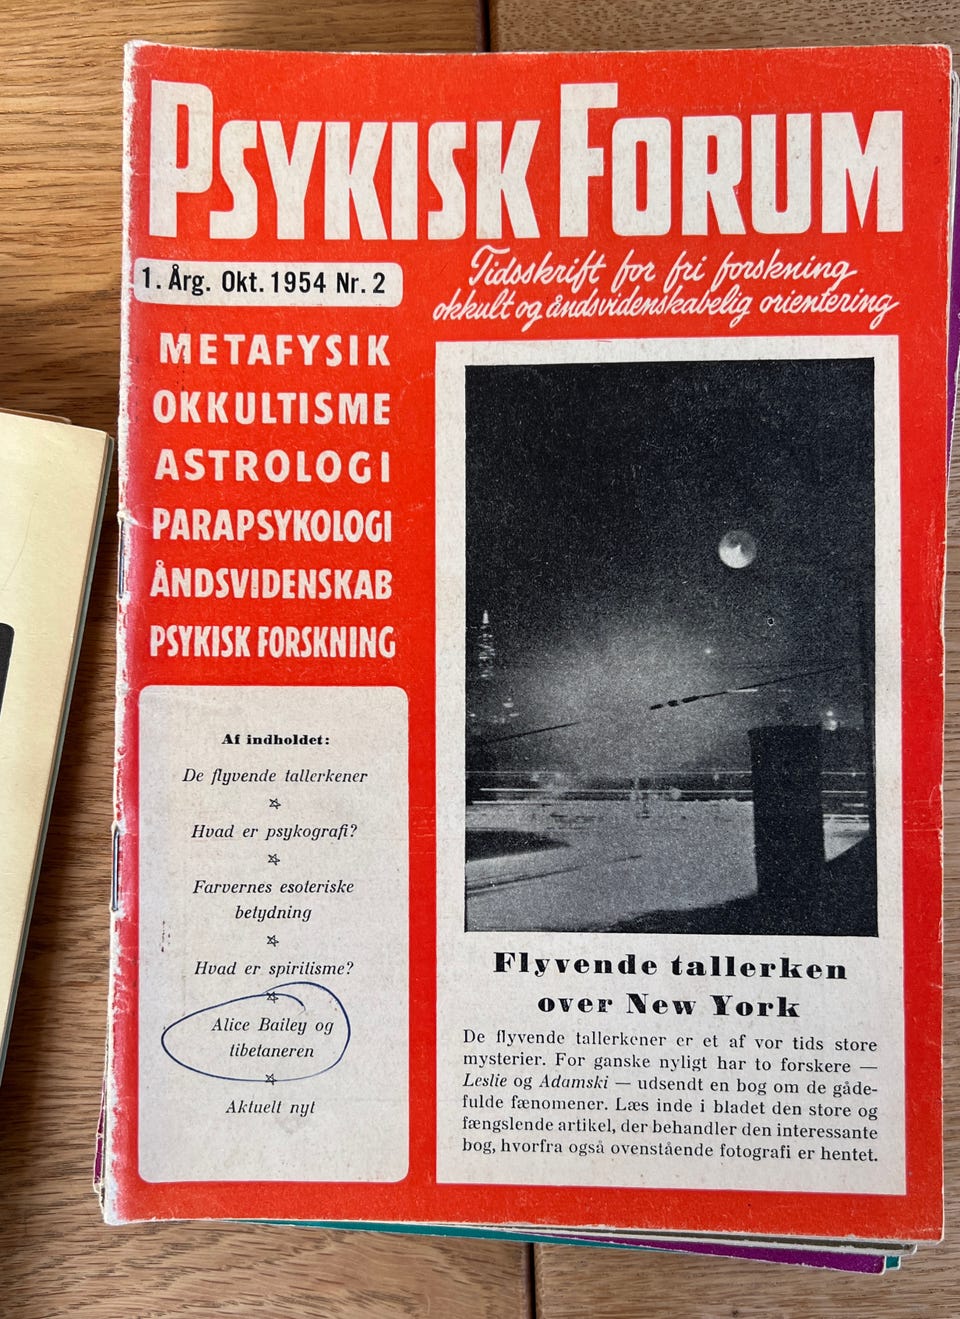 PSYKISK FORUM
Tidsskrift for fri forskning
okkult og åndsvidenskabelig orientering
1. Årg. Okt. 1954 Nr. 2
METAFYSIK
OKKULTISME
ASTROLOGI
PARAPSYKOLOGI
ÅNDSVIDENSKAB
PSYKISK FORSKNING
Af indholdet:
De flyvende tallerkener
Hvad er psykografi?
Farvernes esoteriske
betydning
Hvad er spiritisme?
Alice Bailey og
tibetaneren
Aktuelt nyt
Flyvende tallerken
over New York
De flyvende tallerkener er et af vor tids store
mysterier. For ganske nyligt har to forskere —
Leslie og Adamski — udsendt en bog om de gåde-
fulde fænomener. Læs inde i bladet den store og
fængslende artikel, der behandler den interessante
bog, hvorfra også ovenstående fotografi er hentet.